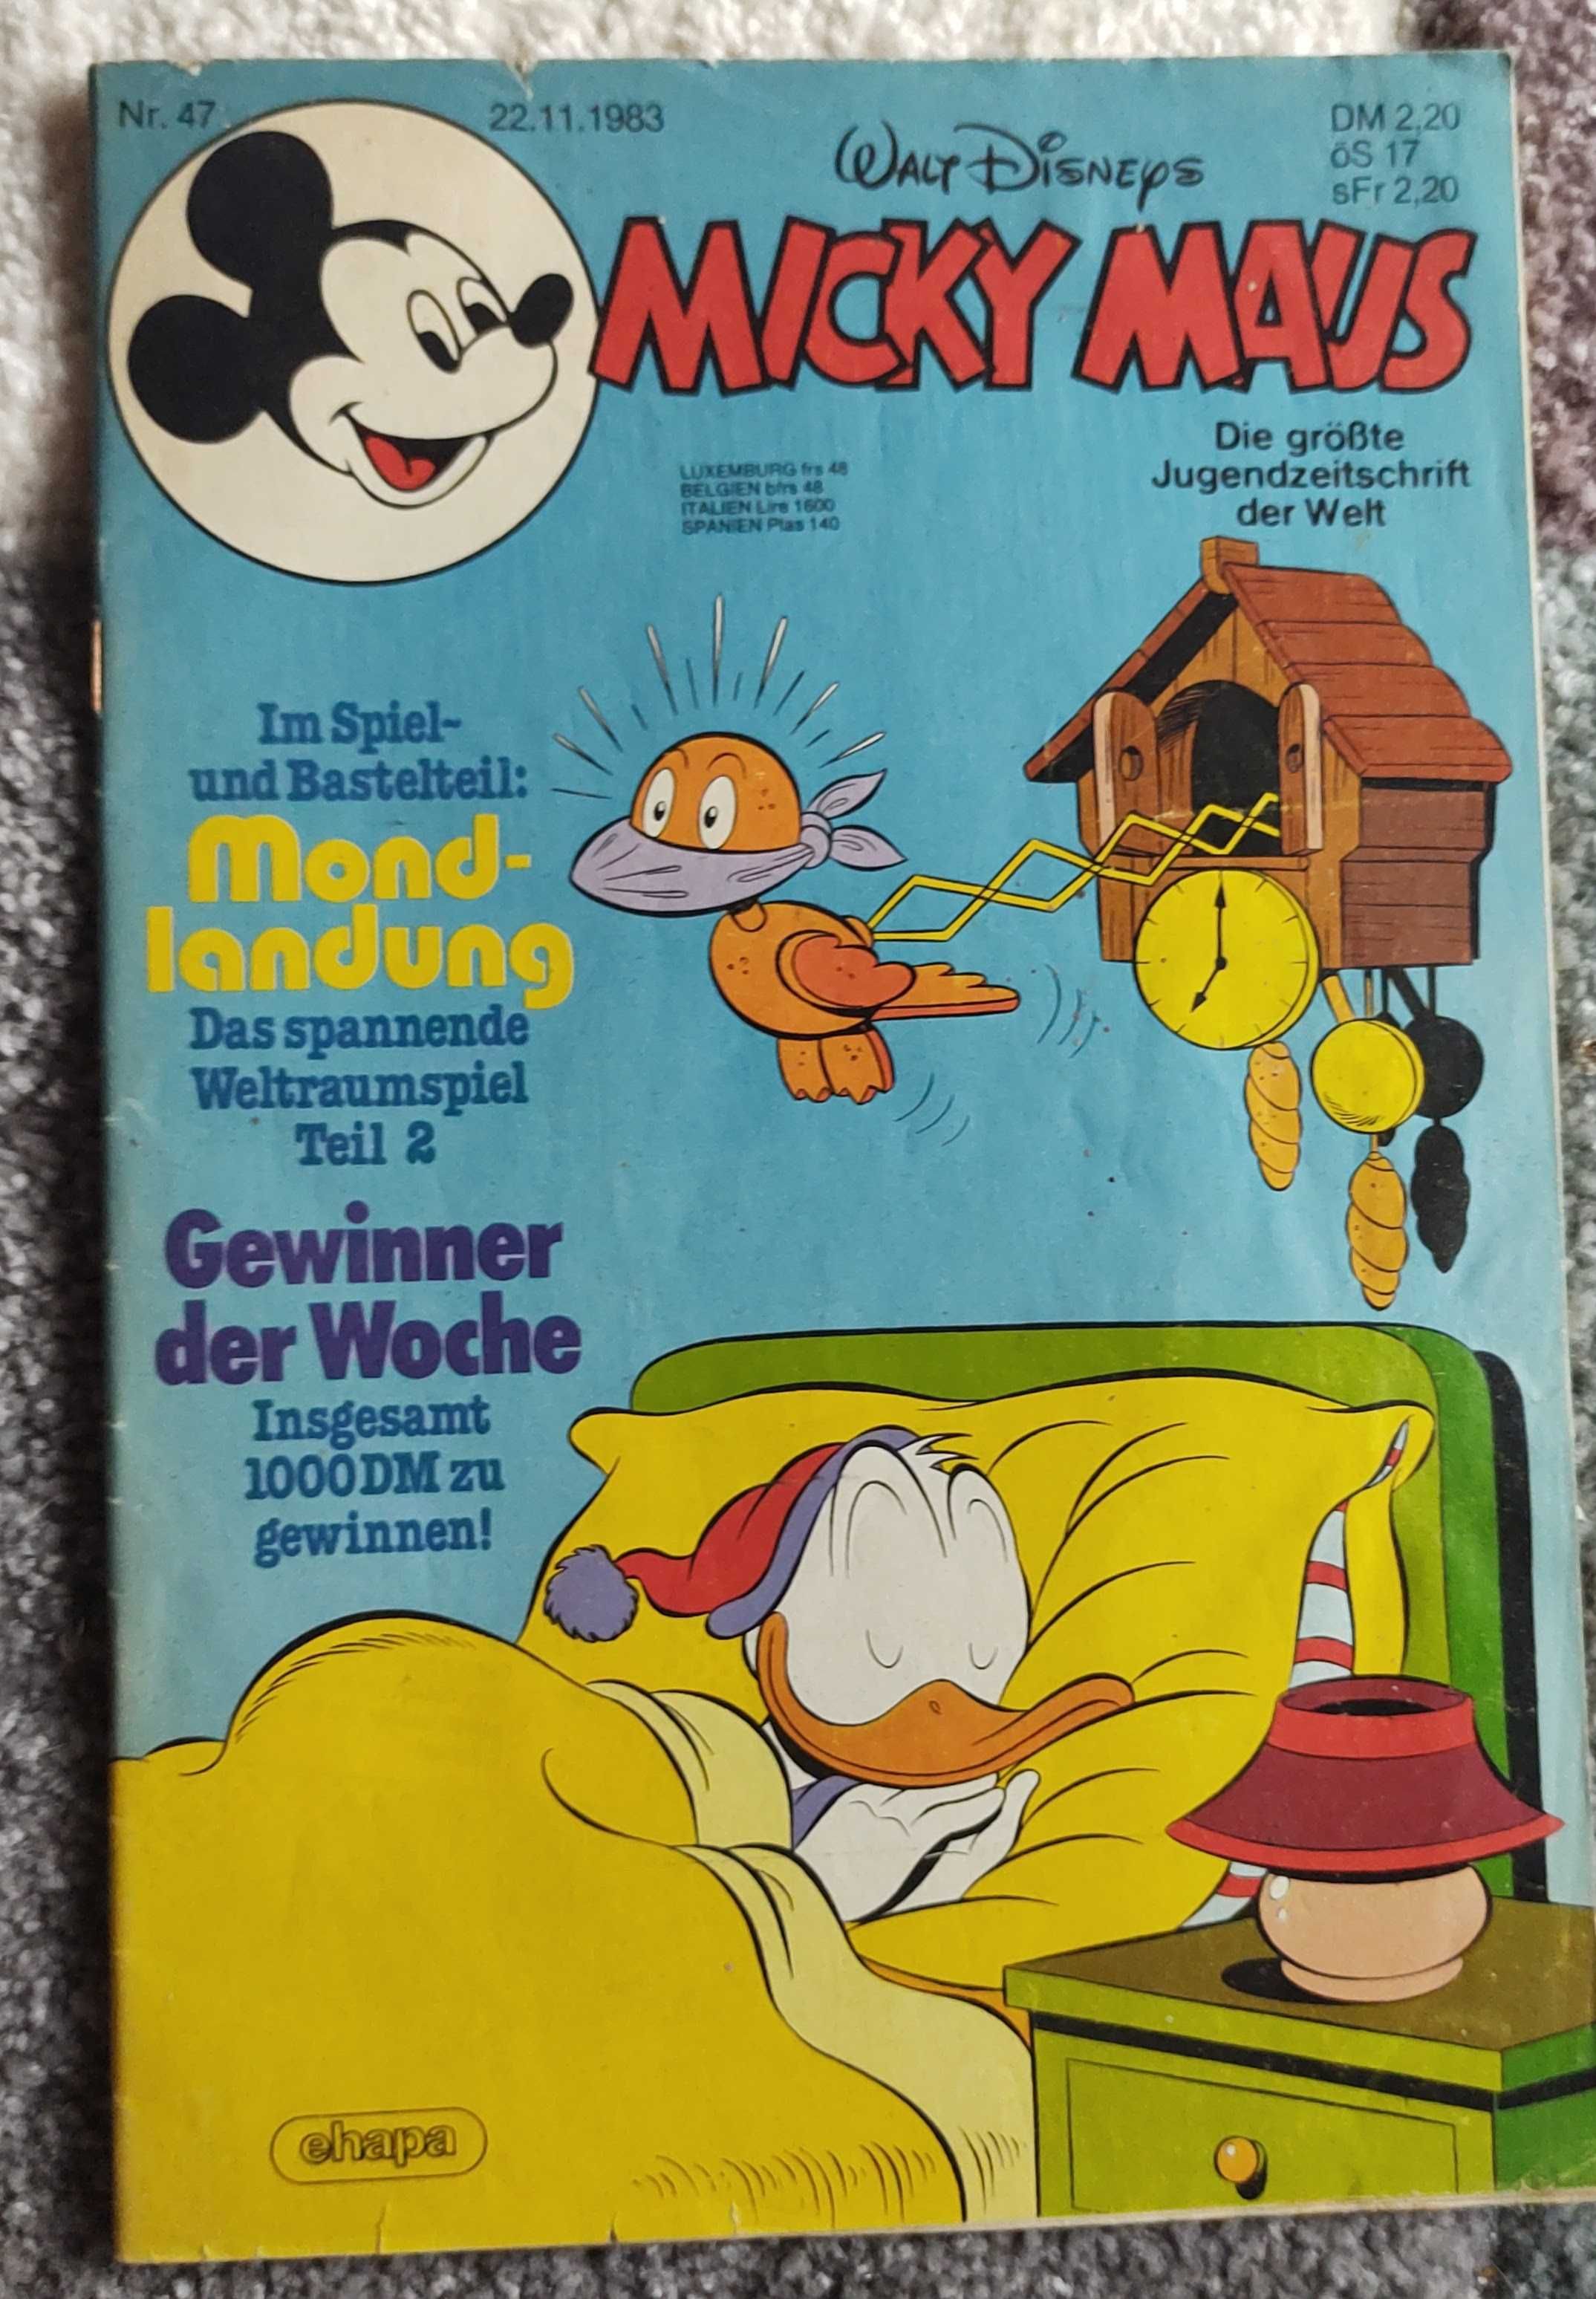 Nr. 47
22.11.1983
DM 2,20
öS 17
sFr 2,20
WALT DISNEYS
MICKY MAUS
Die größte
Jugendzeitschrift
der Welt
LUXEMBURG frs 48
BELGIEN bfrs 48
ITALIEN Lire 1600
SPANIEN Ptas 140
Im Spiel-
und Bastelteil:
Mond-
landung
Das spannende
Weltraumspiel
Teil 2
Gewinner
der Woche
Insgesamt
1000 DM zu
gewinnen!
ehapa